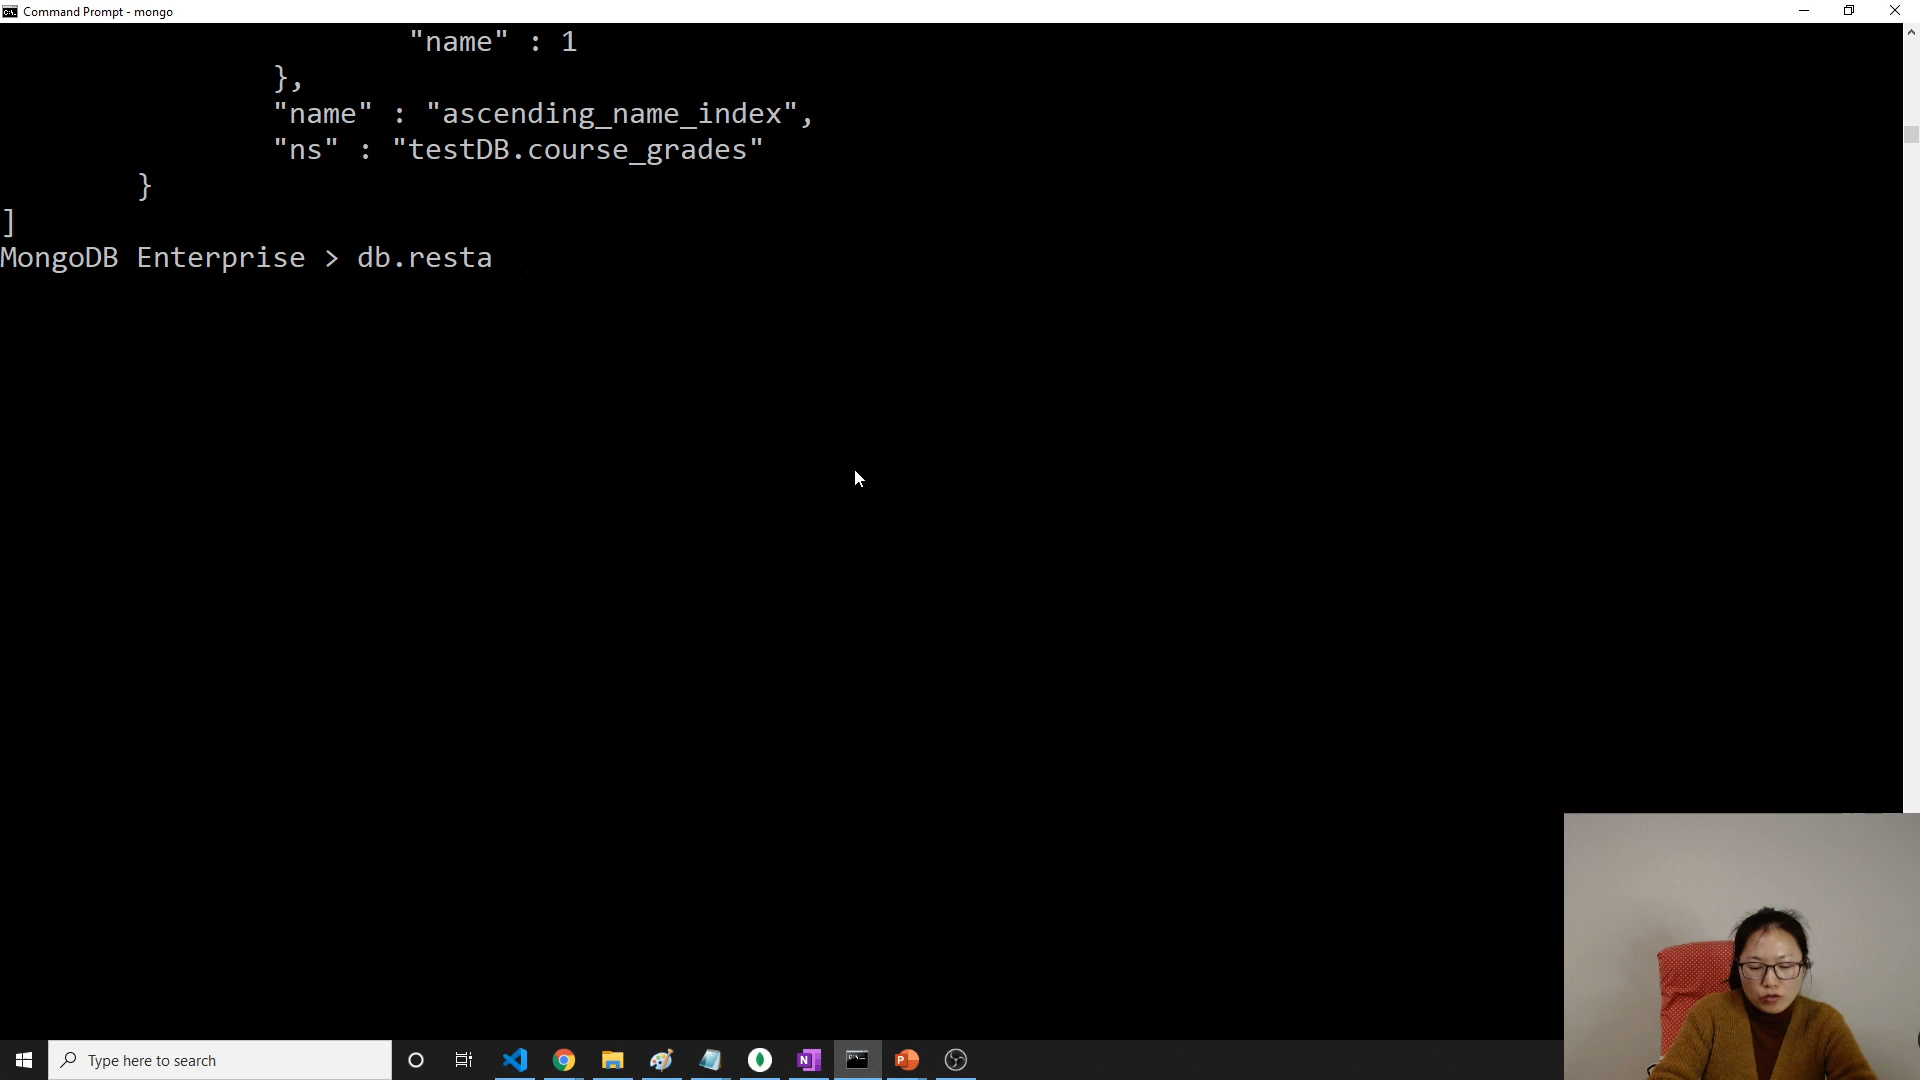 Command Prompt - mongo
"name" : 1
},
"name" : "ascending_name_index",
"ns" : "testDB.course_grades"
}
]
MongoDB Enterprise > db.resta
Type here to search